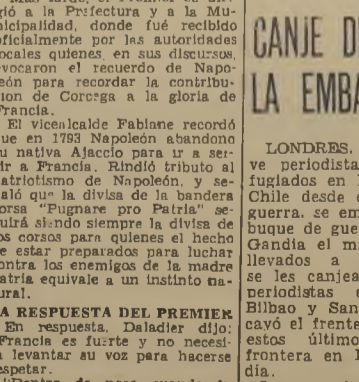 gió a la Prefectura y a la Mu-
nicipalidad, donde fué recibido
oficialmente por las autoridades
locales quienes, en sus discursos,
evocaron el recuerdo de Napo-
león para recordar la contribu-
ción de Corcega a la gloria de
Francia.
El vicealcalde Fabiane recordó
que en 1793 Napoleón abandonó
su nativa Ajaccio para ir a ser-
vir a Francia. Rindió tributo al
patriotismo de Napoleón, y se-
ñaló que la divisa de la bandera
corsa "Pugnare pro Patria" se-
guirá siendo siempre la divisa de
los corsos para quienes el hecho
de estar preparados para luchar
contra los enemigos de la madre
patria equivale a un instinto na-
tural.
LA RESPUESTA DEL PREMIER
En respuesta, Daladier dijo:
Francia es fuerte y no necesi-
ta levantar su voz para hacerse
respetar.
CANJE D
LA EMBA
LONDRES,
ve periodista
fugiados en
Chile desde
guerra, se em
buque de gue
Gandia el m
llevados a
se les canjea
periodistas
Bilbao y San
cayó el frente
estos último
frontera en
día.